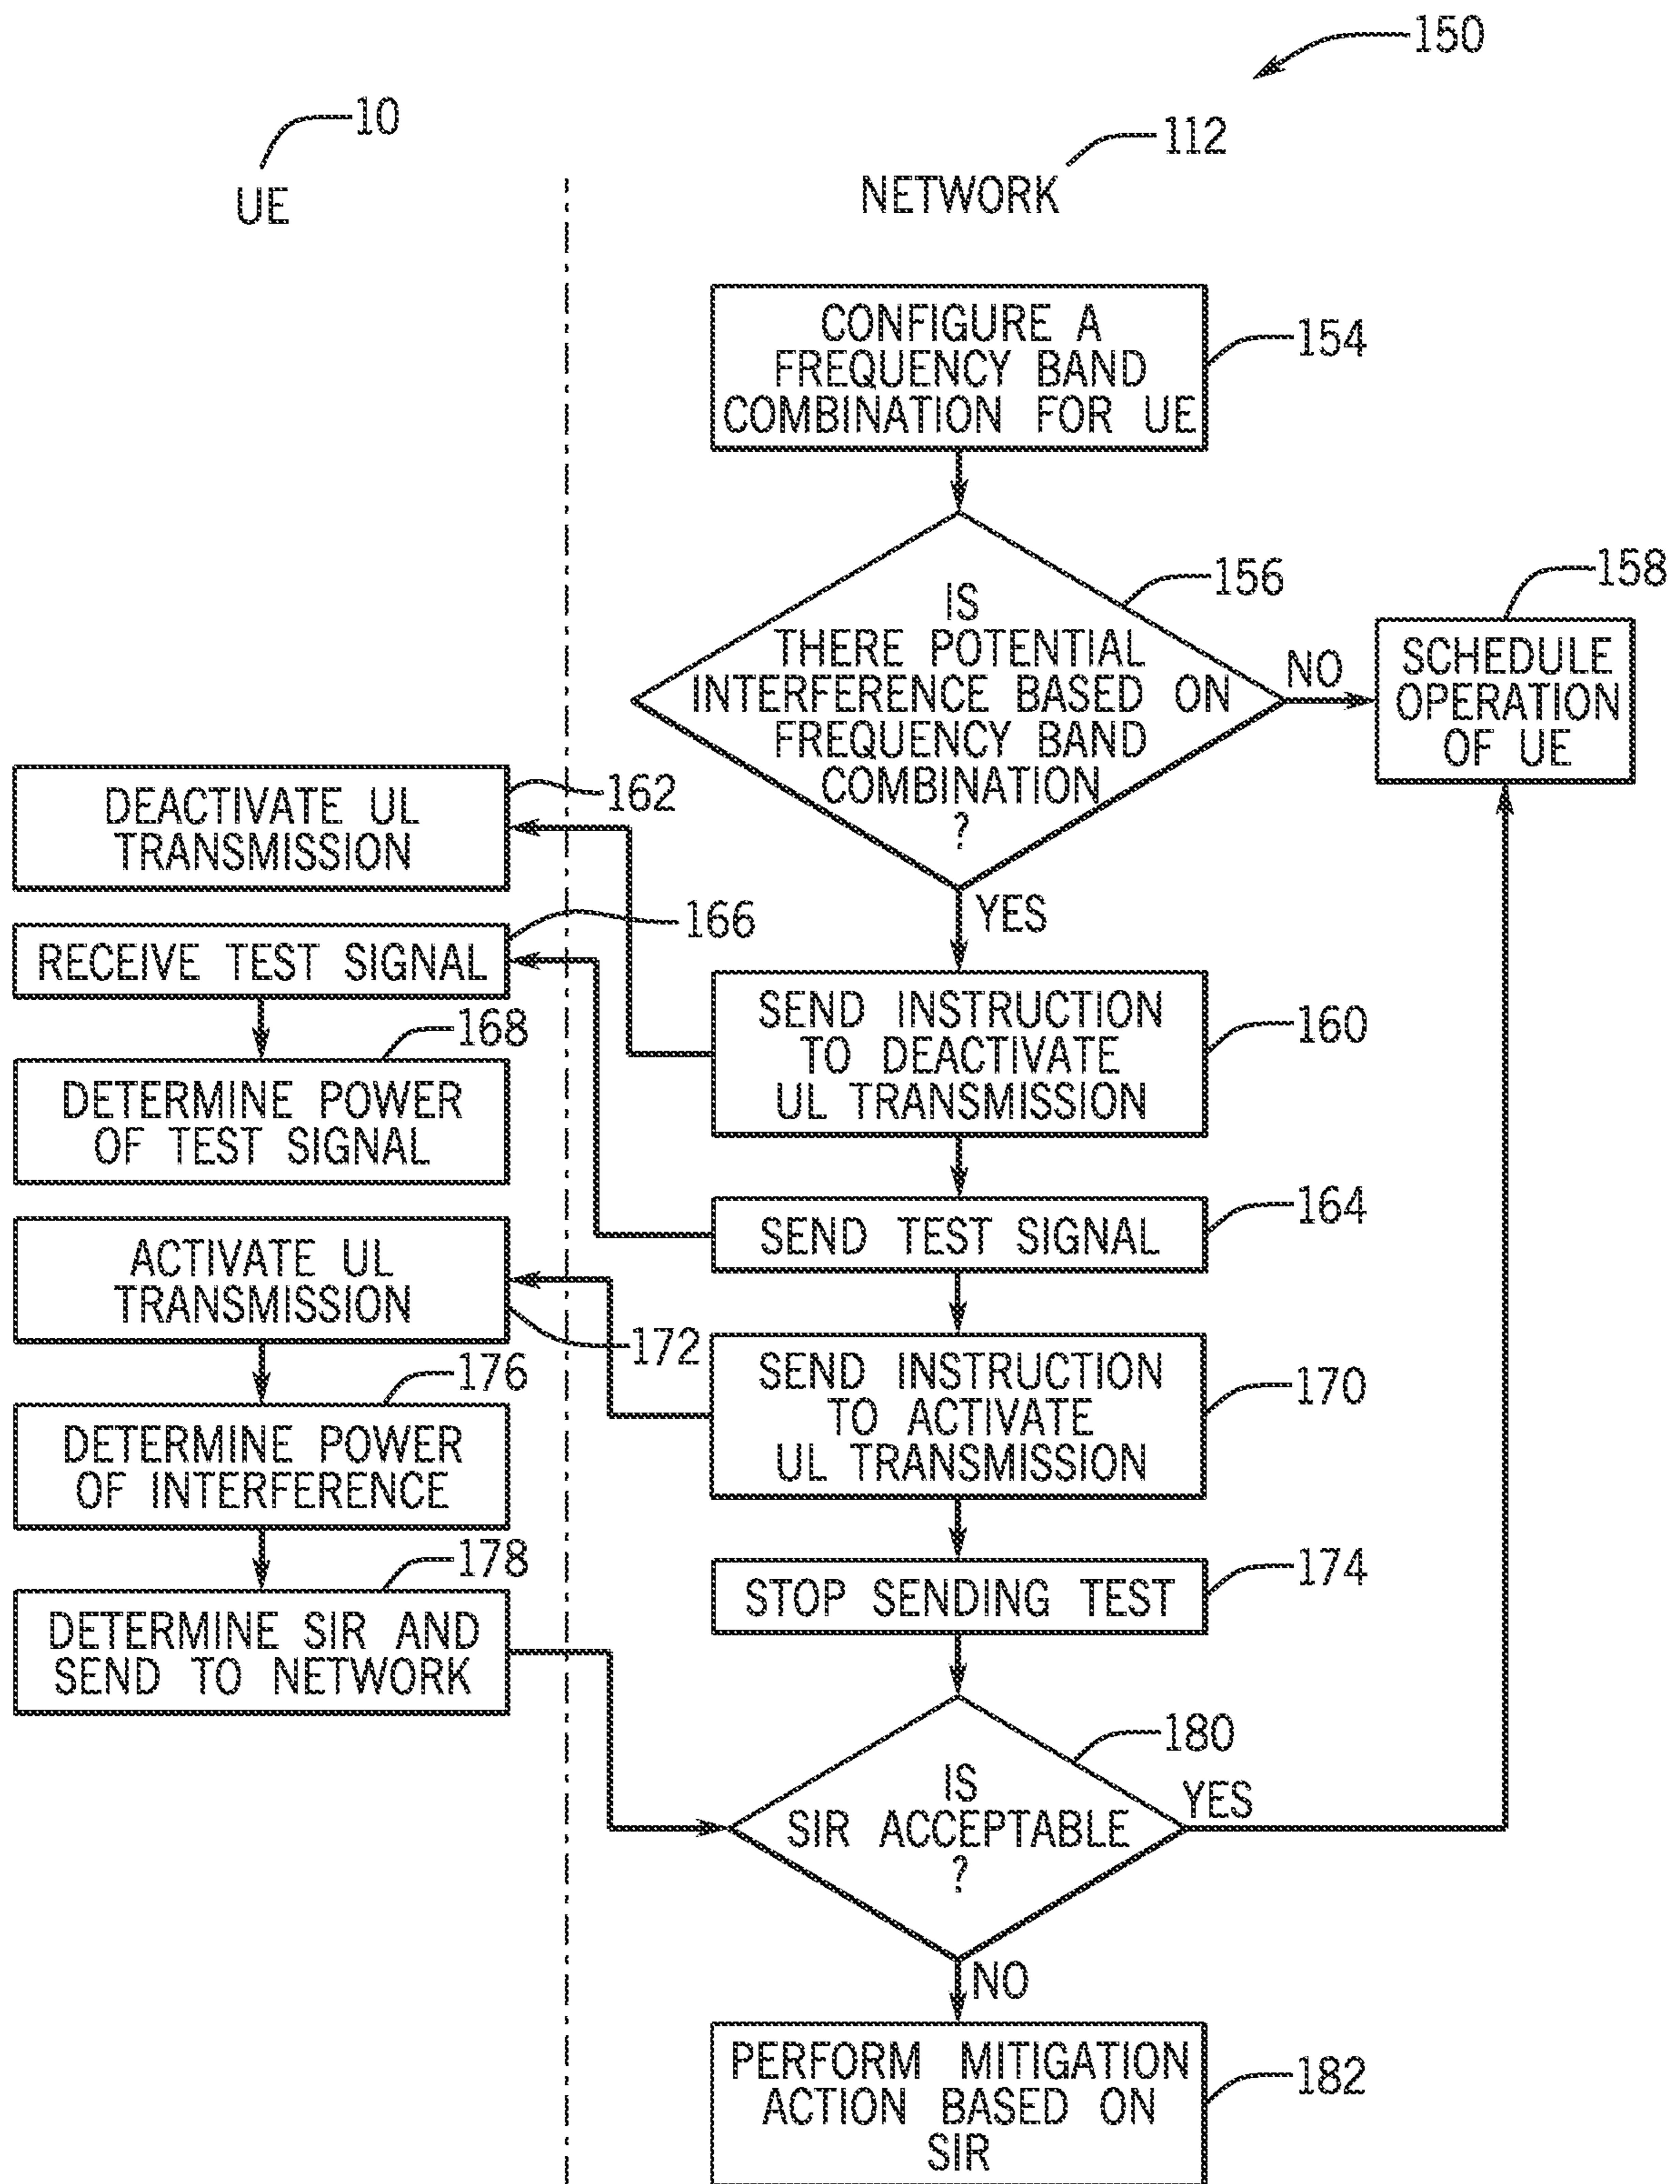 150
10
112
UE
NETWORK
CONFIGURE A
FREQUENCY BAND
COMBINATION FOR UE
154
IS
THERE POTENTIAL
INTERFERENCE BASED ON
FREQUENCY BAND
COMBINATION
?
156
NO
158
SCHEDULE
OPERATION
OF UE
YES
DEACTIVATE UL
TRANSMISSION
162
RECEIVE TEST SIGNAL
166
SEND INSTRUCTION
TO DEACTIVATE
UL TRANSMISSION
160
168
DETERMINE POWER
OF TEST SIGNAL
SEND TEST SIGNAL
164
ACTIVATE UL
TRANSMISSION
172
SEND INSTRUCTION
TO ACTIVATE
UL TRANSMISSION
170
176
DETERMINE POWER
OF INTERFERENCE
STOP SENDING TEST
174
178
DETERMINE SIR AND
SEND TO NETWORK
180
IS
SIR ACCEPTABLE
?
YES
NO
PERFORM MITIGATION
ACTION BASED ON
SIR
182